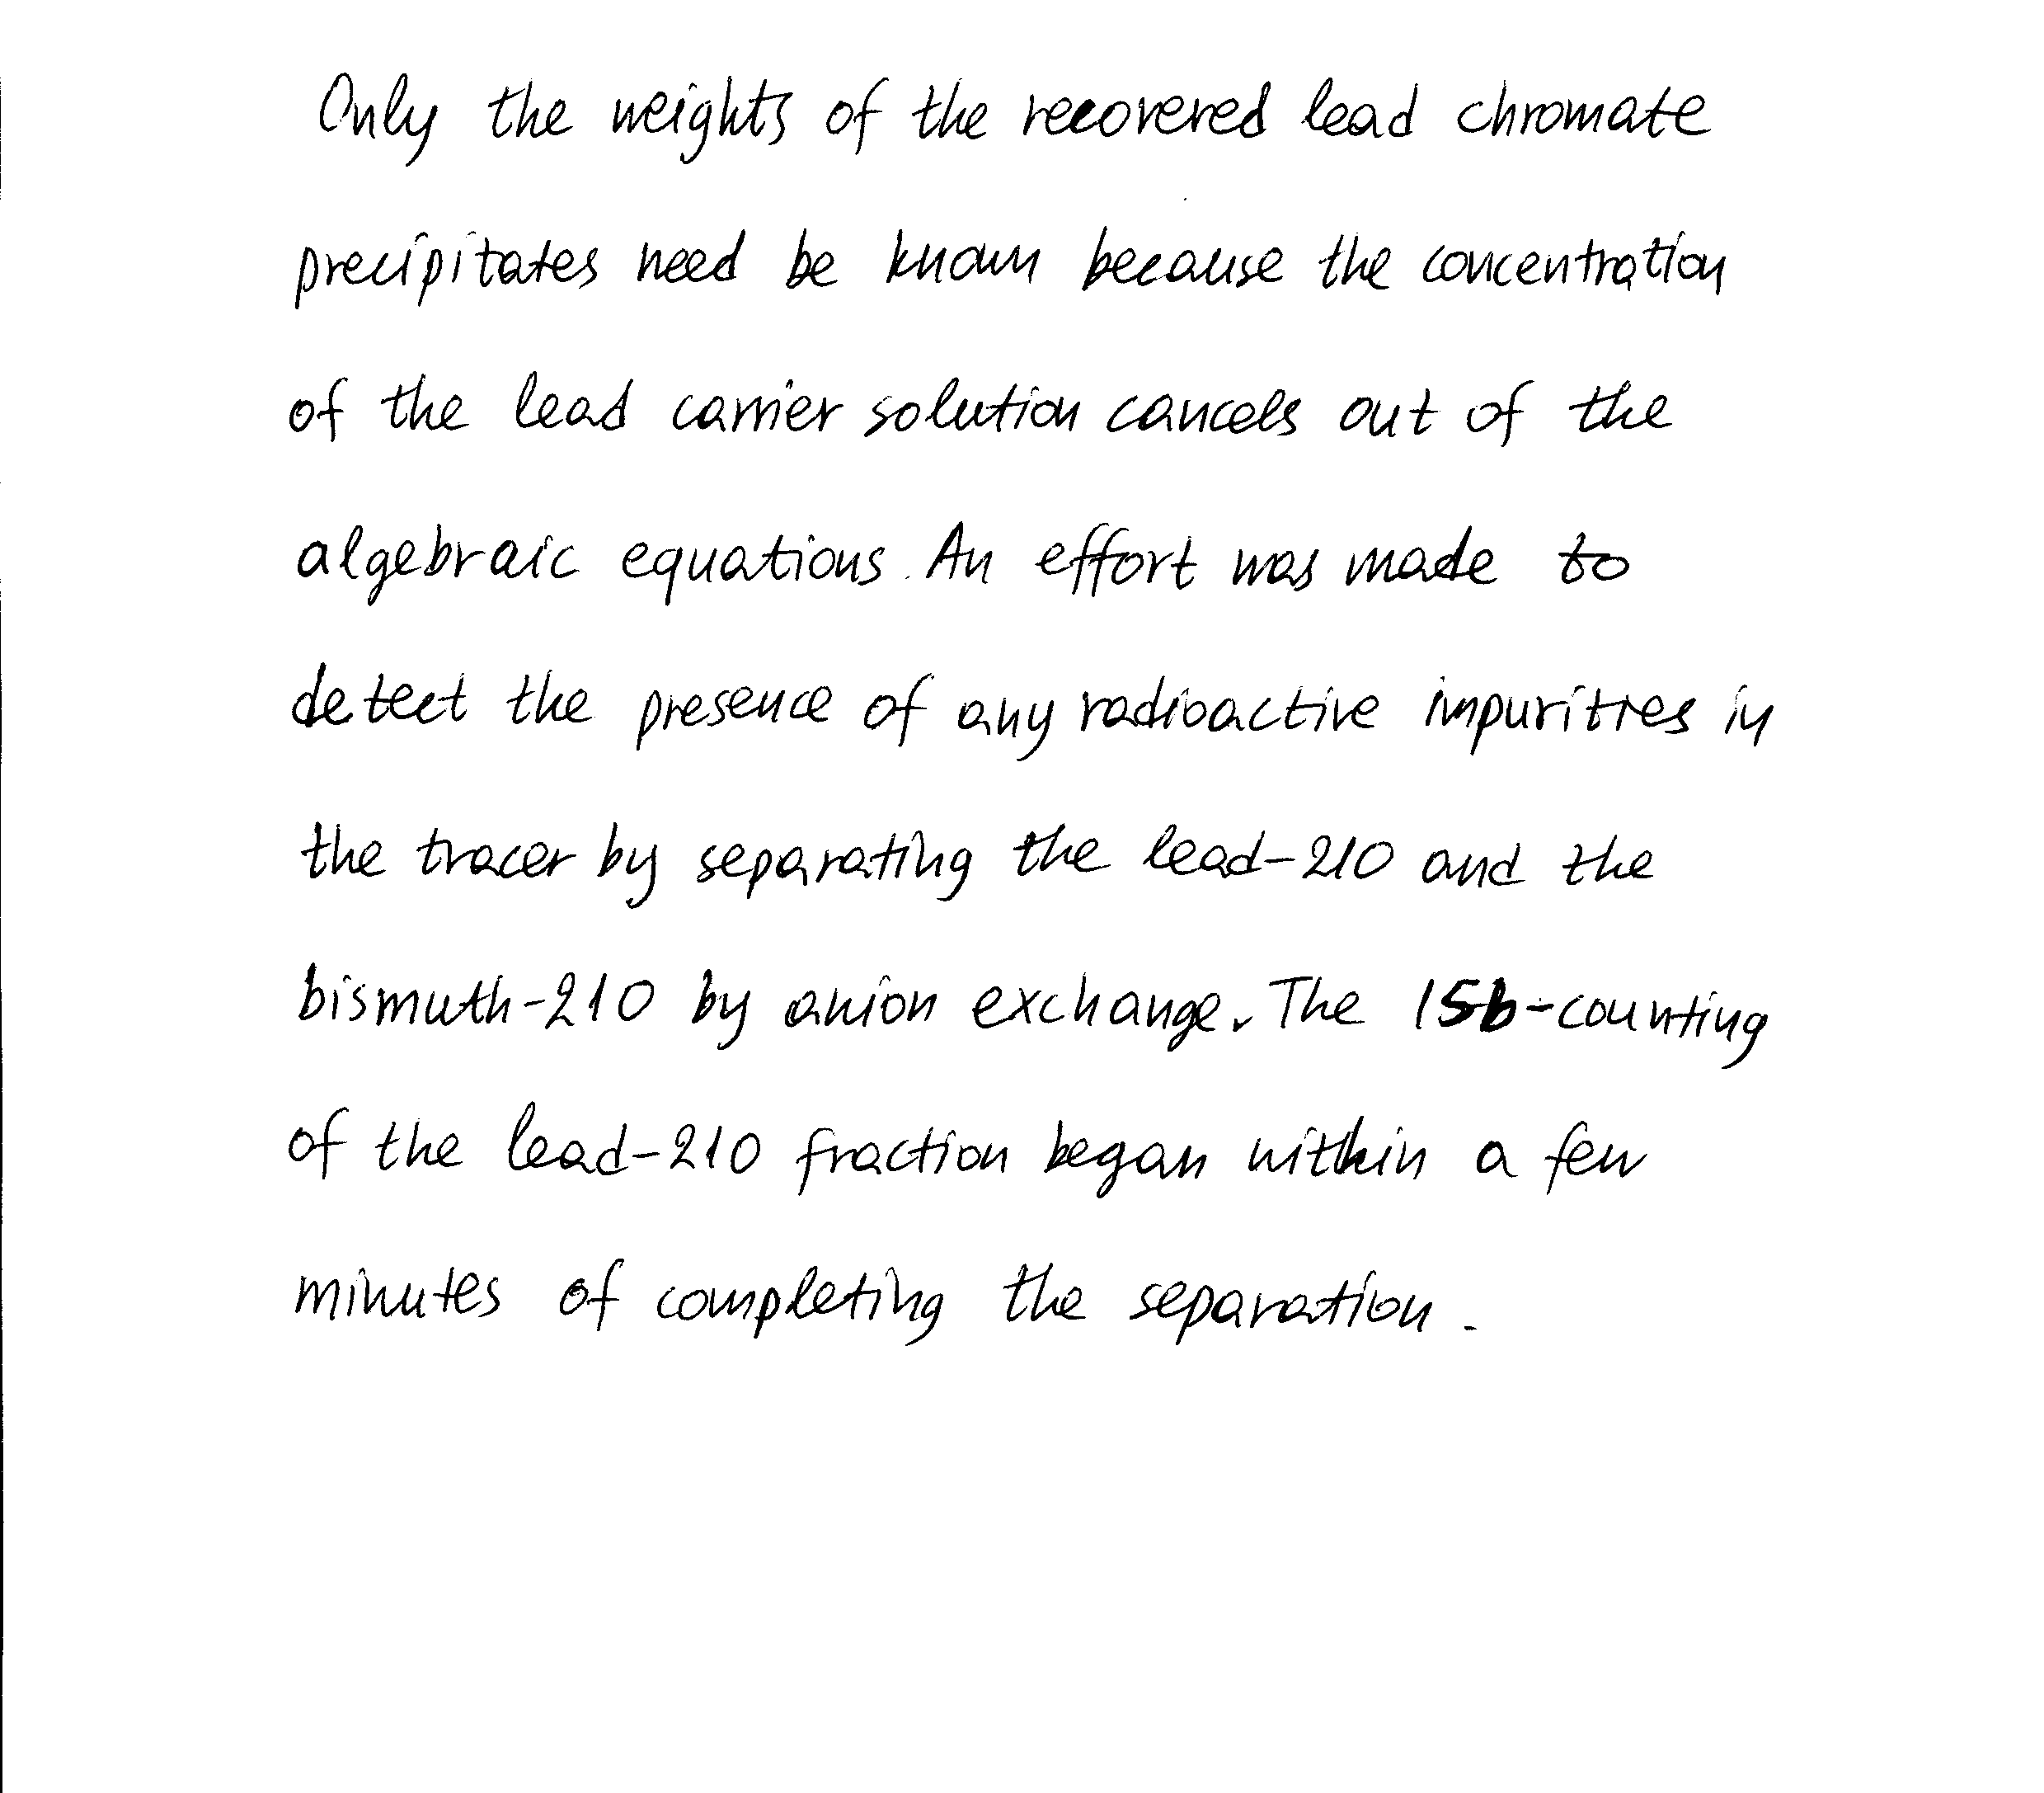 Only the weights of the recovered lead chromate
precipitates need be known because the concentration
of the lead carrier solution cancels out of the
algebraic equations. An effort was made to
detect the presence of any radioactive impurities in
the tracer by separating the lead-210 and the
bismuth-210 by anion exchange. The 15b-counting
of the lead-210 fraction began within a few
minutes of completing the separation.